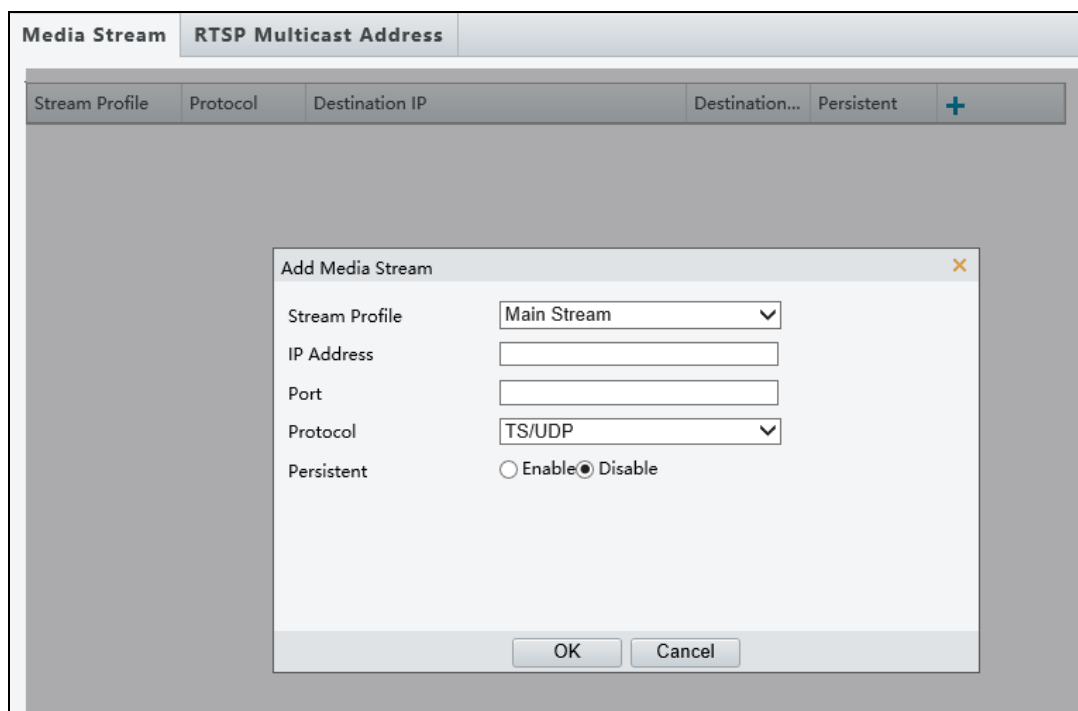 Media Stream RTSP Multicast Address
Stream Profile Protocol Destination IP Destination... Persistent +
Add Media Stream ×
Stream Profile Main Stream
IP Address
Port
Protocol TS/UDP
Persistent Enable Disable
OK Cancel